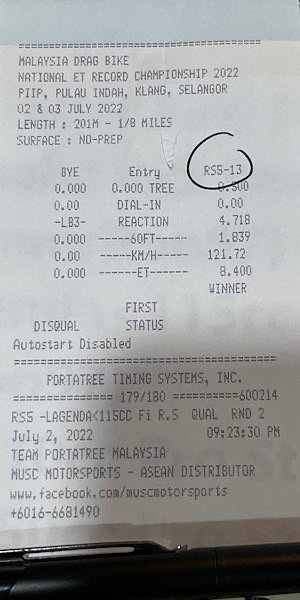 ==========================================
MALAYSIA DRAG BIKE
NATIONAL ET RECORD CHAMPIONSHIP 2022
PIIP, PULAU INDAH, KLANG, SELANGOR
02 & 03 JULY 2022
LENGTH : 201M - 1/8 MILES
SURFACE : NO-PREP
BYE Entry RS5-13
0.000 0.000 TREE 0.500
0.00 DIAL-IN 0.00
-L83- REACTION 4.718
0.000 -----60FT------ 1.839
0.00 -----KM/H------ 121.72
0.000 ------ET------- 8.400
WINNER
FIRST
DISQUAL STATUS
Autostart Disabled
==========================================
PORTATREE TIMING SYSTEMS, INC.
=============== 179/180 ===========600214
RS5 -LAGENDA<115CC Fi R.S QUAL RND 2
July 2, 2022 09:23:30 PM
TEAM PORTATREE MALAYSIA
MUSC MOTORSPORTS - ASEAN DISTRIBUTOR
www.facebook.com/muscmotorsports
+6016-6681490